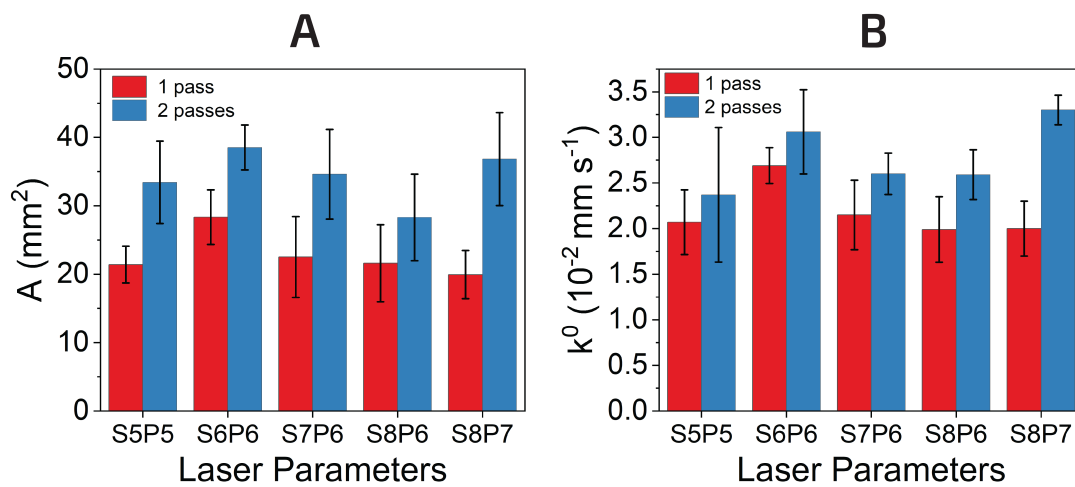 A
B
50
40
30
20
10
0
A (mm²)
1 pass
2 passes
S5P5 S6P6 S7P6 S8P6 S8P7
Laser Parameters
3.5
3.0
2.5
2.0
1.5
1.0
0.5
0.0
k⁰ (10⁻² mm s⁻¹)
1 pass
2 passes
S5P5 S6P6 S7P6 S8P6 S8P7
Laser Parameters